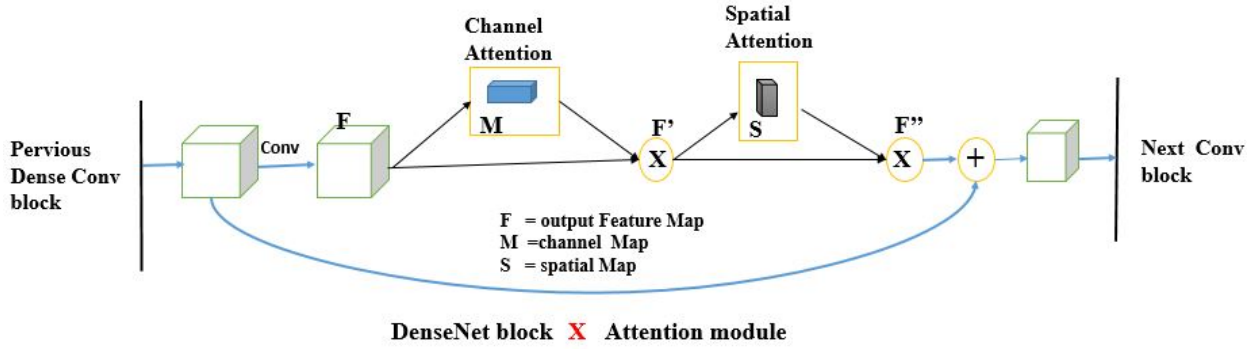 Channel
Attention
Spatial
Attention
Pervious
Dense Conv
block
Conv
F
M
F'
X
S
F''
X
+
Next Conv
block
F = output Feature Map
M =channel Map
S = spatial Map
DenseNet block X Attention module